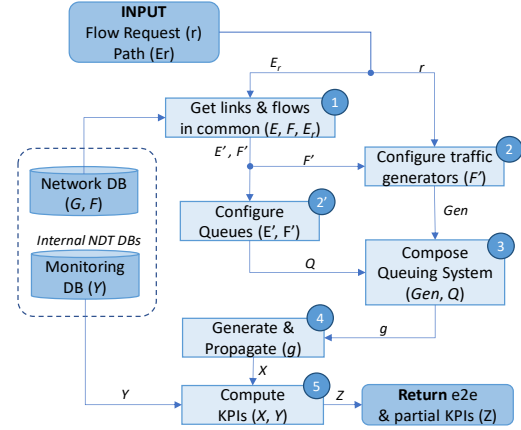 INPUT
Flow Request (r)
Path (Er)
E_r
r
1
Get links & flows
in common (E, F, E_r)
E', F'
F'
2
Configure traffic
generators (F')
Network DB
(G, F)
2'
Configure
Queues (E', F')
Gen
Internal NDT DBs
3
Compose
Queuing System
(Gen, Q)
Q
Monitoring
DB (Y)
4
Generate &
Propagate (g)
g
X
5
Y
Compute
KPIs (X, Y)
Z
Return e2e
& partial KPIs (Z)